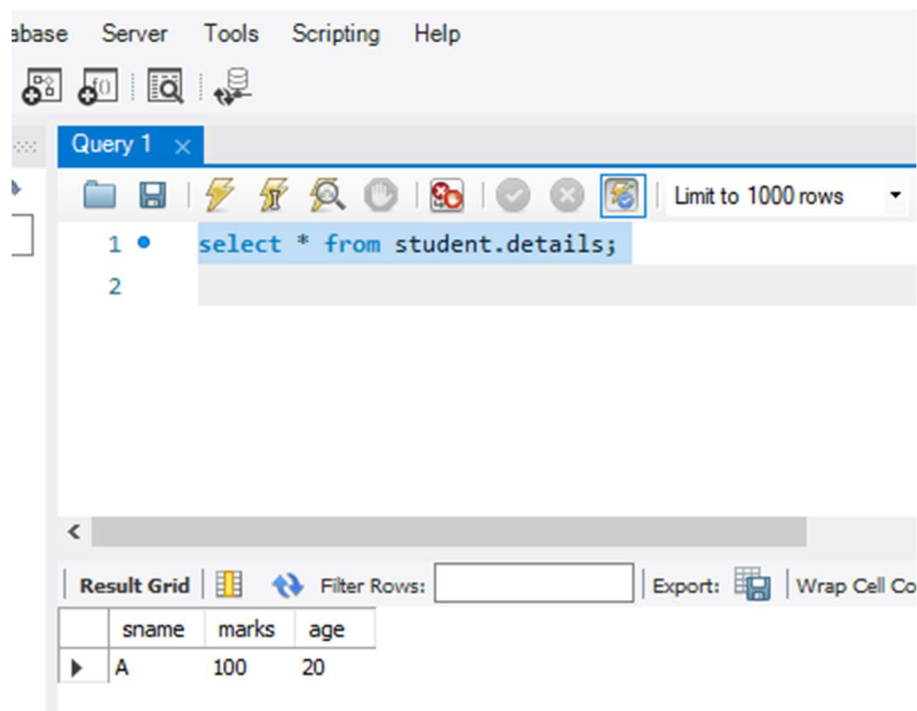 abase Server Tools Scripting Help
Query 1
Limit to 1000 rows
1 select * from student.details;
2
Result Grid Filter Rows: Export: Wrap Cell Co
sname marks age
A 100 20